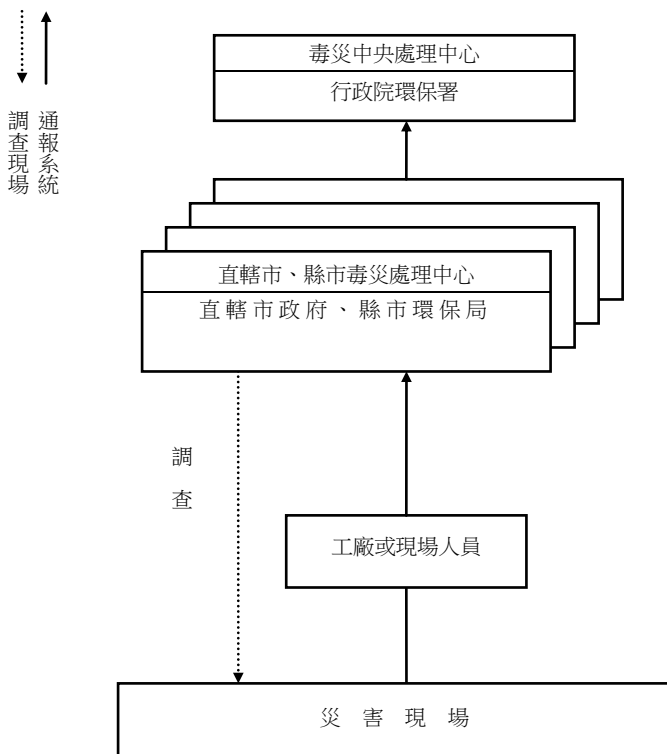 通報系統
調查現場
毒災中央處理中心
行政院環保署
直轄市、縣市毒災處理中心
直轄市政府、縣市環保局
調查
工廠或現場人員
災害現場